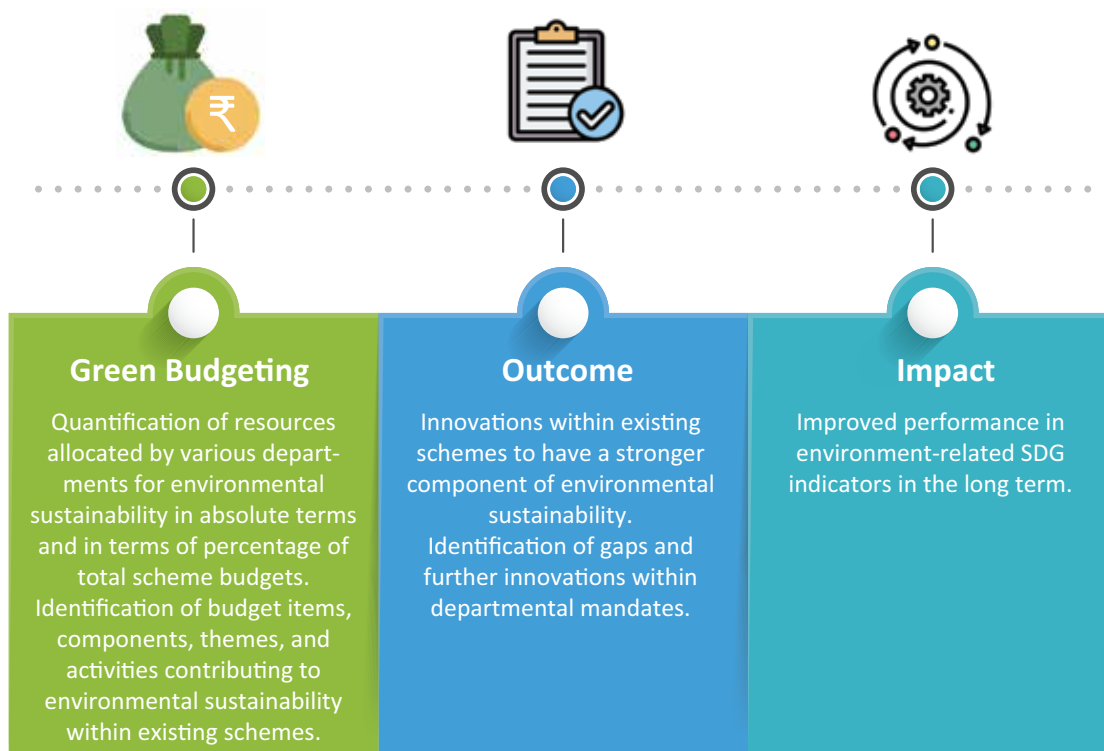 ₹
Green Budgeting
Quantification of resources
allocated by various depart-
ments for environmental
sustainability in absolute terms
and in terms of percentage of
total scheme budgets.
Identification of budget items,
components, themes, and
activities contributing to
environmental sustainability
within existing schemes.
Outcome
Innovations within existing
schemes to have a stronger
component of environmental
sustainability.
Identification of gaps and
further innovations within
departmental mandates.
Impact
Improved performance in
environment-related SDG
indicators in the long term.